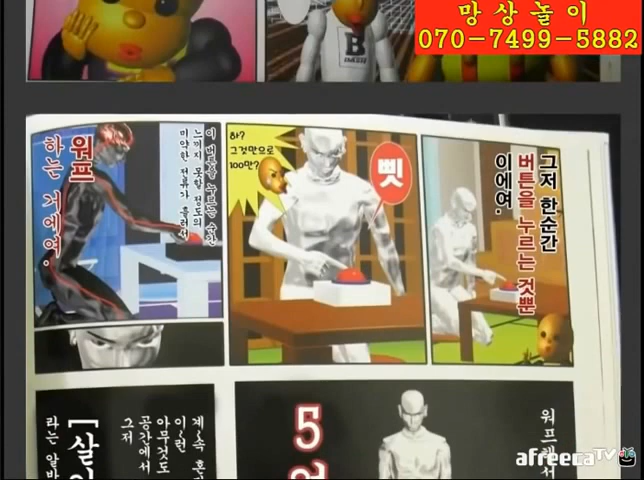 망상놀이
070-7499-5882
B
그저 한순간
버튼을 누르는 것뿐
이에여.
하?
그것만으로
100만?
삣
이 버튼을 누르는 순간
느끼지 못할 정도의
미약한 전류가 흘러서
워프
하는 거에여.
워프해서
5
계속
이런
아무것도
공간에서
그저
라는
afreecaTV